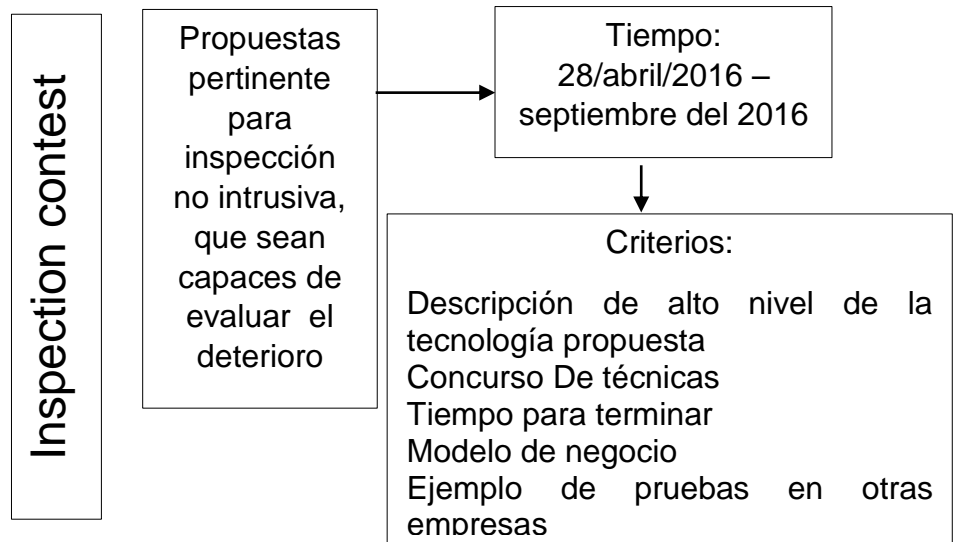 Inspection contest
Propuestas
pertinente
para
inspección
no intrusiva,
que sean
capaces de
evaluar el
deterioro
Tiempo:
28/abril/2016 –
septiembre del 2016
Criterios:
Descripción de alto nivel de la
tecnología propuesta
Concurso De técnicas
Tiempo para terminar
Modelo de negocio
Ejemplo de pruebas en otras
empresas